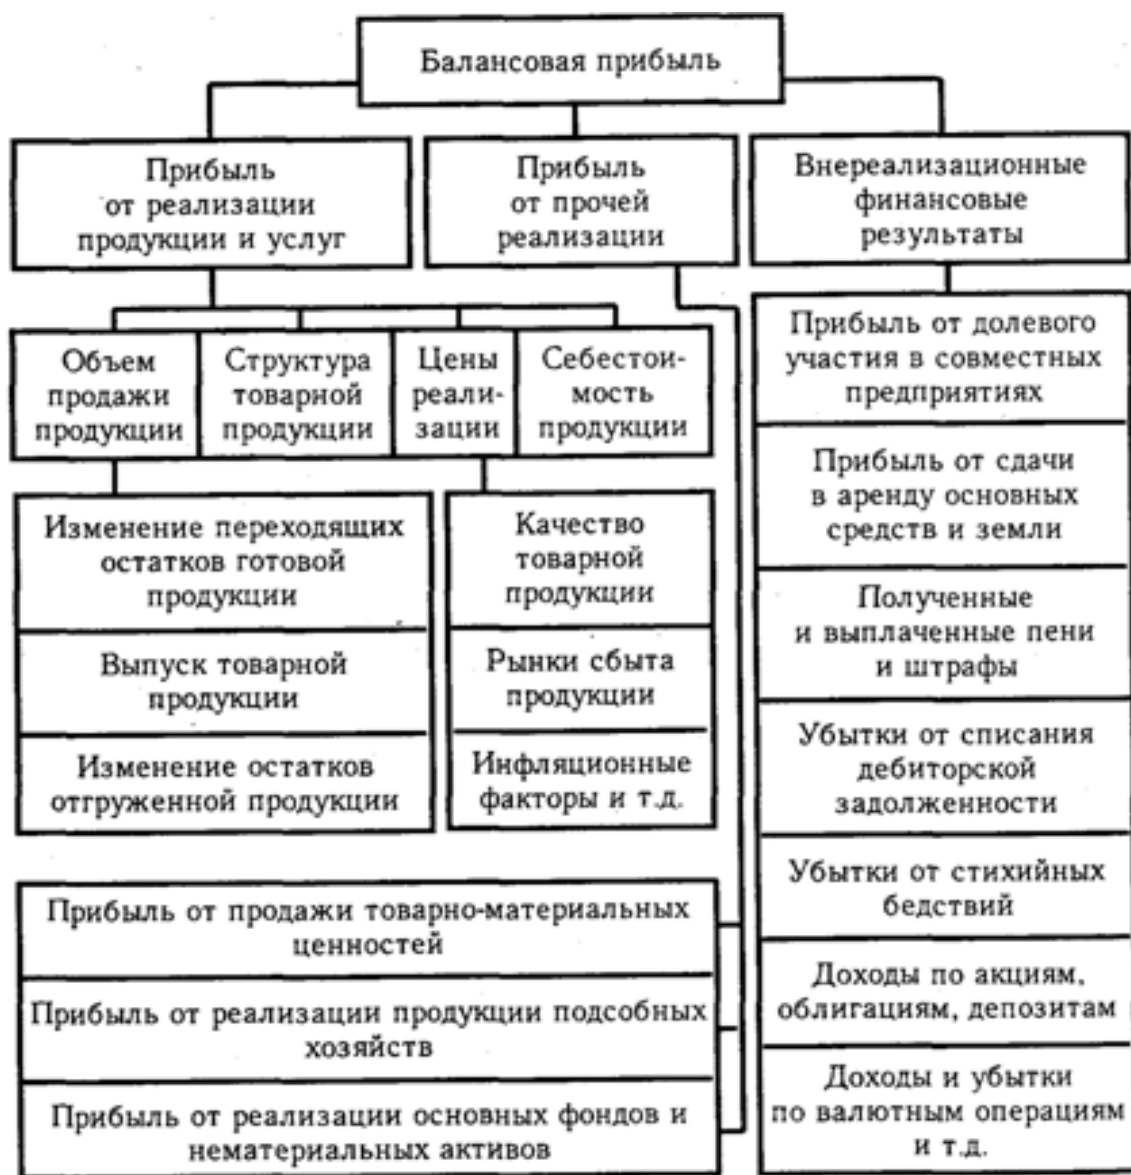 Балансовая прибыль
Прибыль
от реализации
продукции и услуг
Прибыль
от прочей
реализации
Внереализационные
финансовые
результаты
Объем
продажи
продукции
Структура
товарной
продукции
Цены
реали-
зации
Себестои-
мость
продукции
Изменение переходящих
остатков готовой
продукции
Выпуск товарной
продукции
Изменение остатков
отгруженной продукции
Качество
товарной
продукции
Рынки сбыта
продукции
Инфляционные
факторы и т.д.
Прибыль от продажи товарно-материальных
ценностей
Прибыль от реализации продукции подсобных
хозяйств
Прибыль от реализации основных фондов и
нематериальных активов
Прибыль от долевого
участия в совместных
предприятиях
Прибыль от сдачи
в аренду основных
средств и земли
Полученные
и выплаченные пени
и штрафы
Убытки от списания
дебиторской
задолженности
Убытки от стихийных
бедствий
Доходы по акциям,
облигациям, депозитам
Доходы и убытки
по валютным операциям
и т.д.